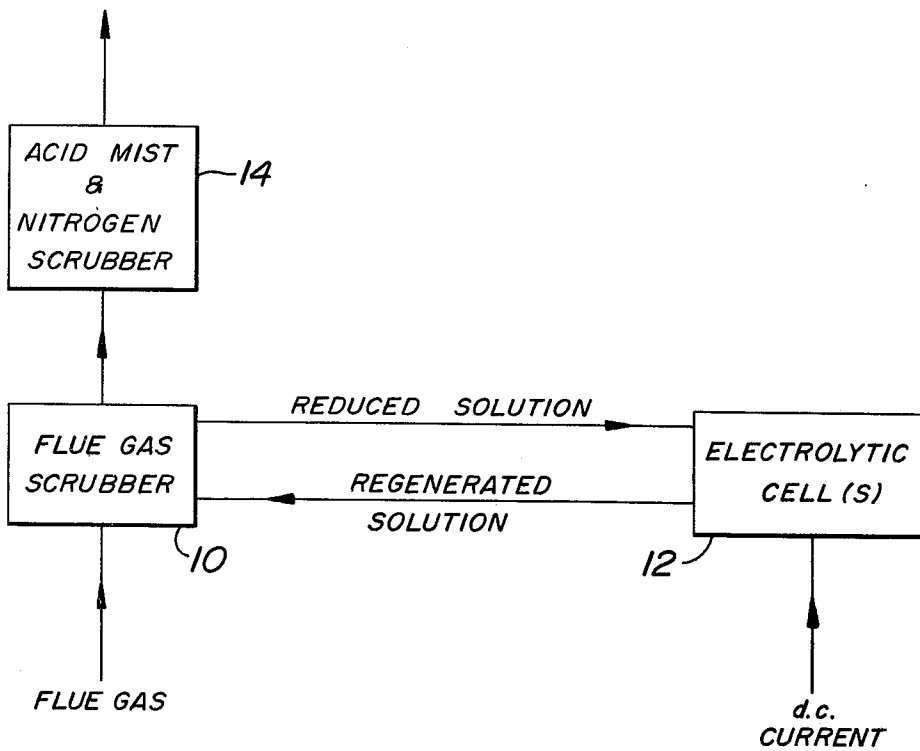 ACID MIST
&
NITROGEN
SCRUBBER
14
REDUCED SOLUTION
FLUE GAS
SCRUBBER
ELECTROLYTIC
CELL (S)
REGENERATED
SOLUTION
10
12
FLUE GAS
d.c.
CURRENT